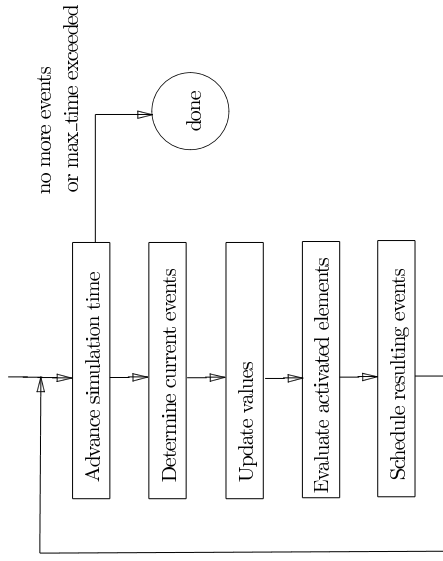 no more events
or max_time exceeded
done
Advance simulation time
Determine current events
Update values
Evaluate activated elements
Schedule resulting events